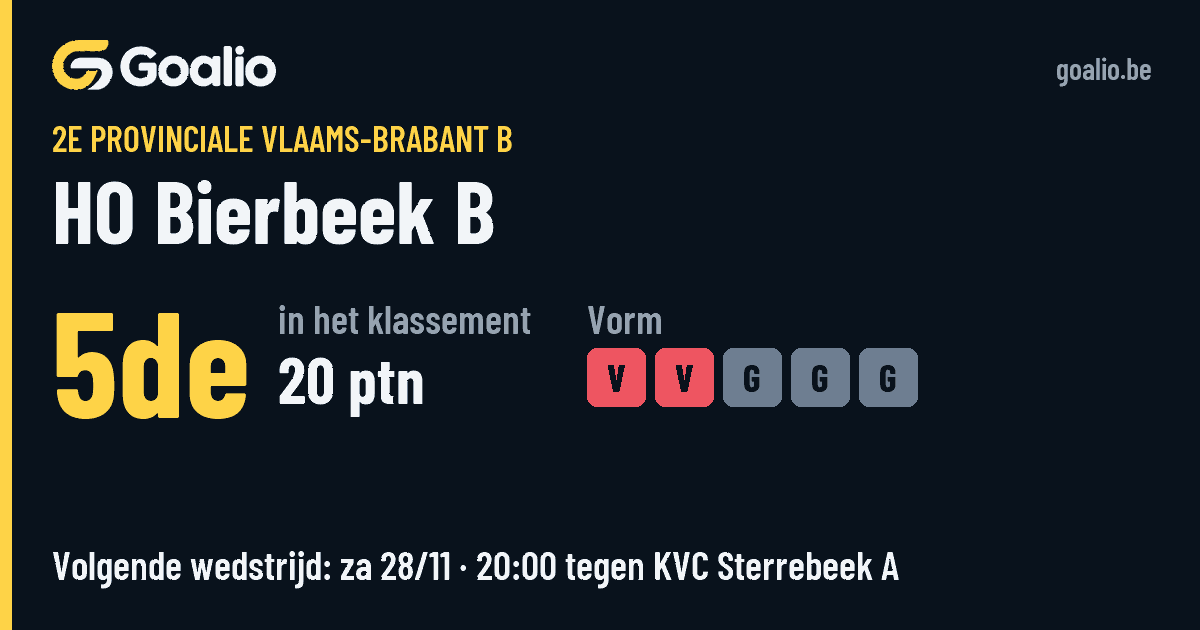 Goalio
goalio.be
2E PROVINCIALE VLAAMS-BRABANT B
HO Bierbeek B
5de
in het klassement
20 ptn
Vorm
V V G G G
Volgende wedstrijd: za 28/11 · 20:00 tegen KVC Sterrebeek A